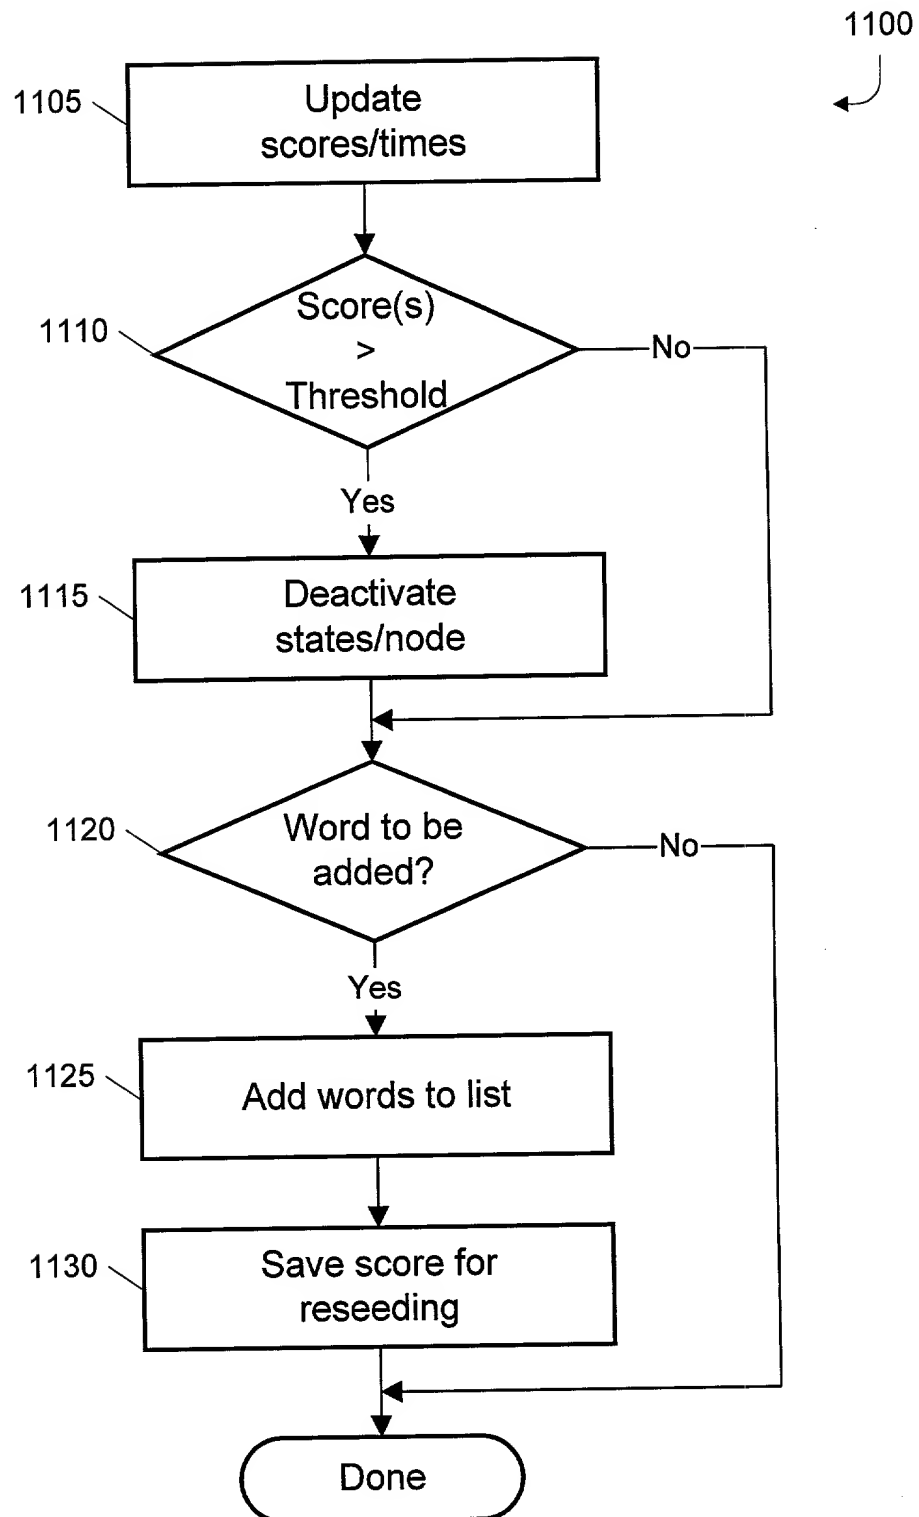 1100
1105
Update
scores/times
1110
Score(s)
>
Threshold
No
Yes
1115
Deactivate
states/node
1120
Word to be
added?
No
Yes
1125
Add words to list
1130
Save score for
reseeding
Done